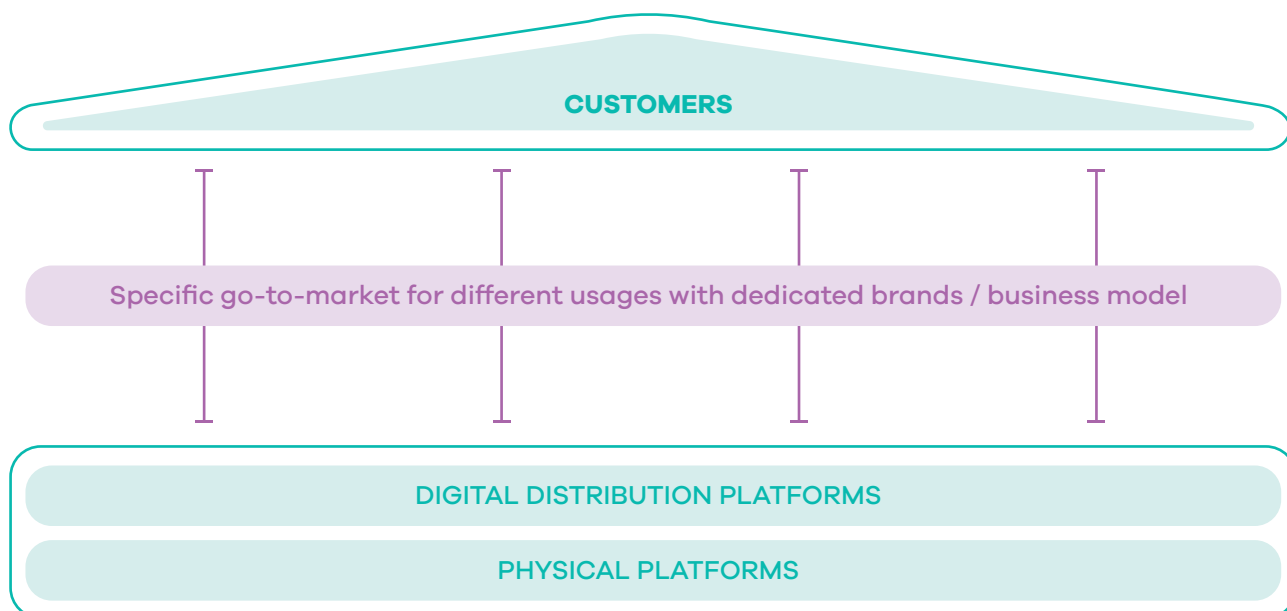 CUSTOMERS
Specific go-to-market for different usages with dedicated brands / business model
DIGITAL DISTRIBUTION PLATFORMS
PHYSICAL PLATFORMS